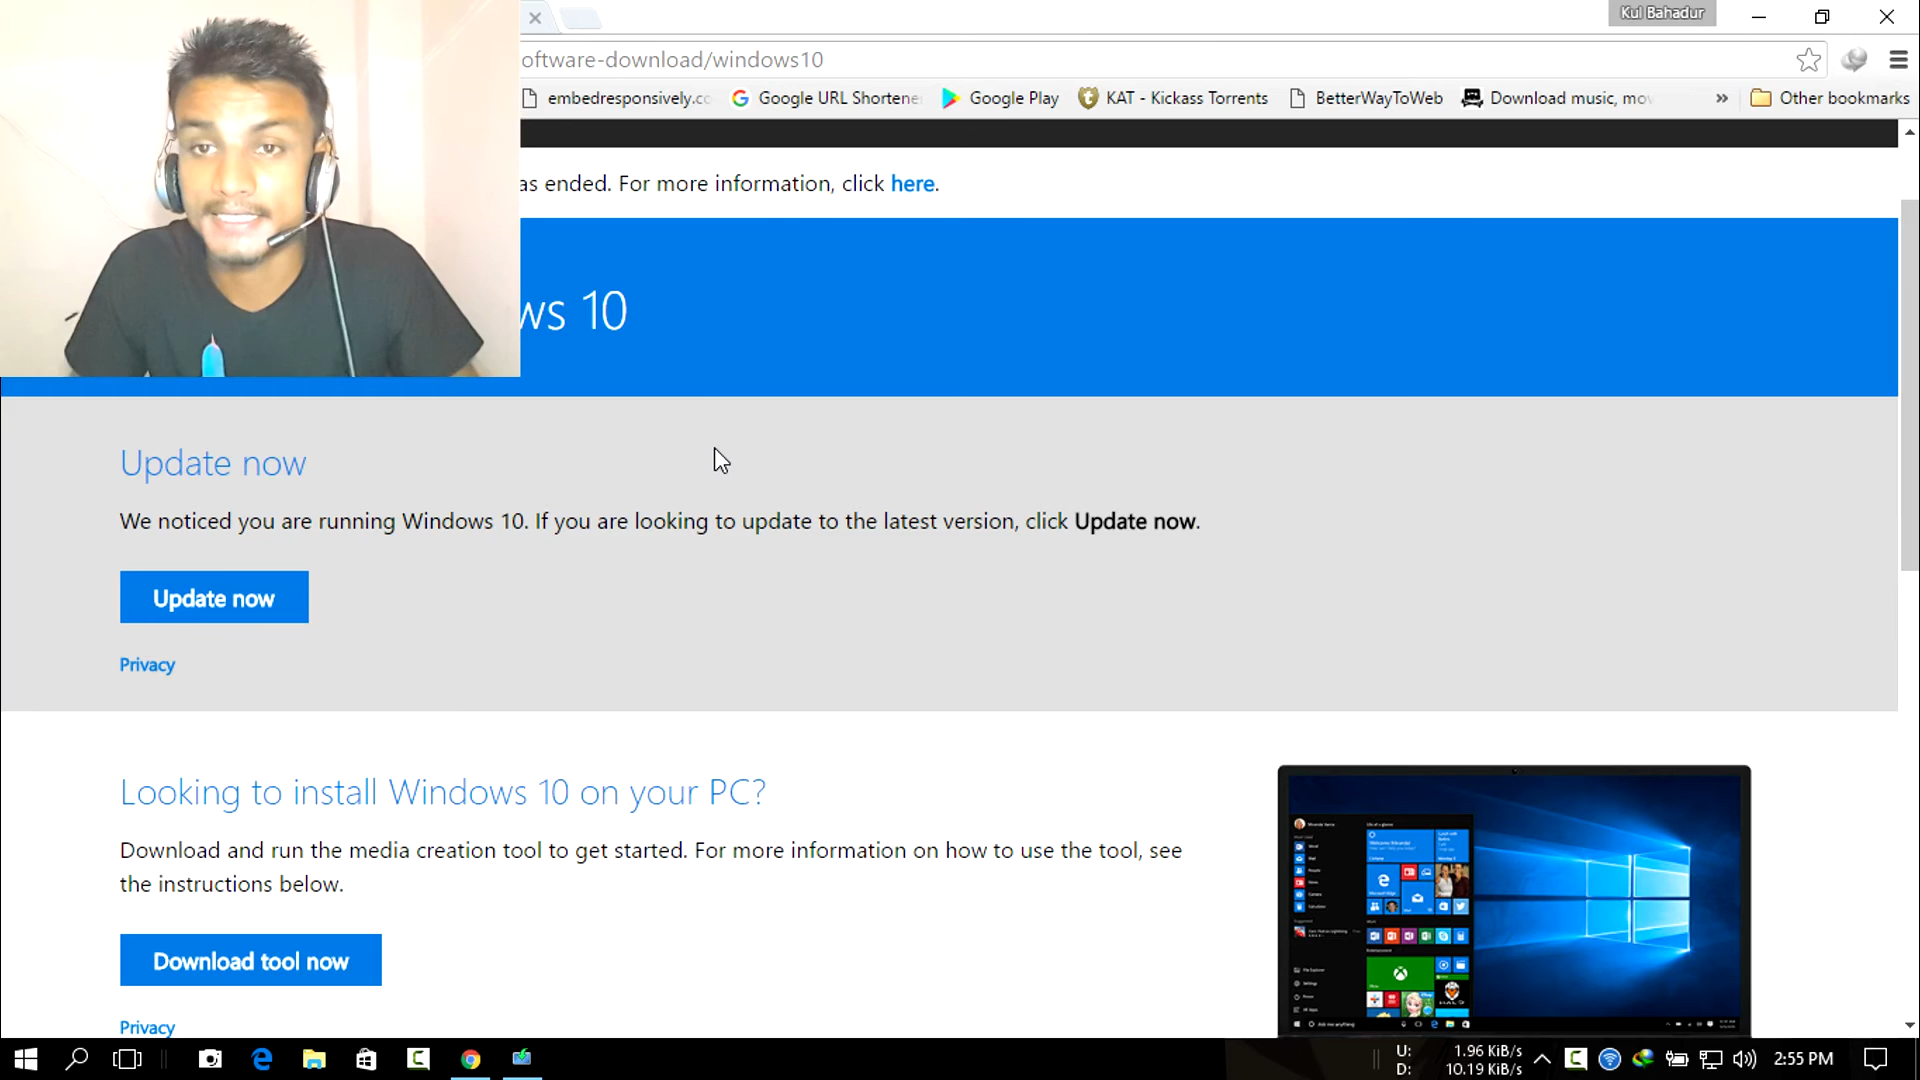 Kul Bahadur
oftware-download/windows10
embedresponsively.co
Google URL Shortene
Google Play
KAT - Kickass Torrents
BetterWayToWeb
Download music, mov
»
Other bookmarks
as ended. For more information, click here.
ws 10
Update now
We noticed you are running Windows 10. If you are looking to update to the latest version, click Update now.
Update now
Privacy
Looking to install Windows 10 on your PC?
Download and run the media creation tool to get started. For more information on how to use the tool, see
the instructions below.
Download tool now
Privacy
U: 1.96 KiB/s
D: 10.19 KiB/s
2:55 PM